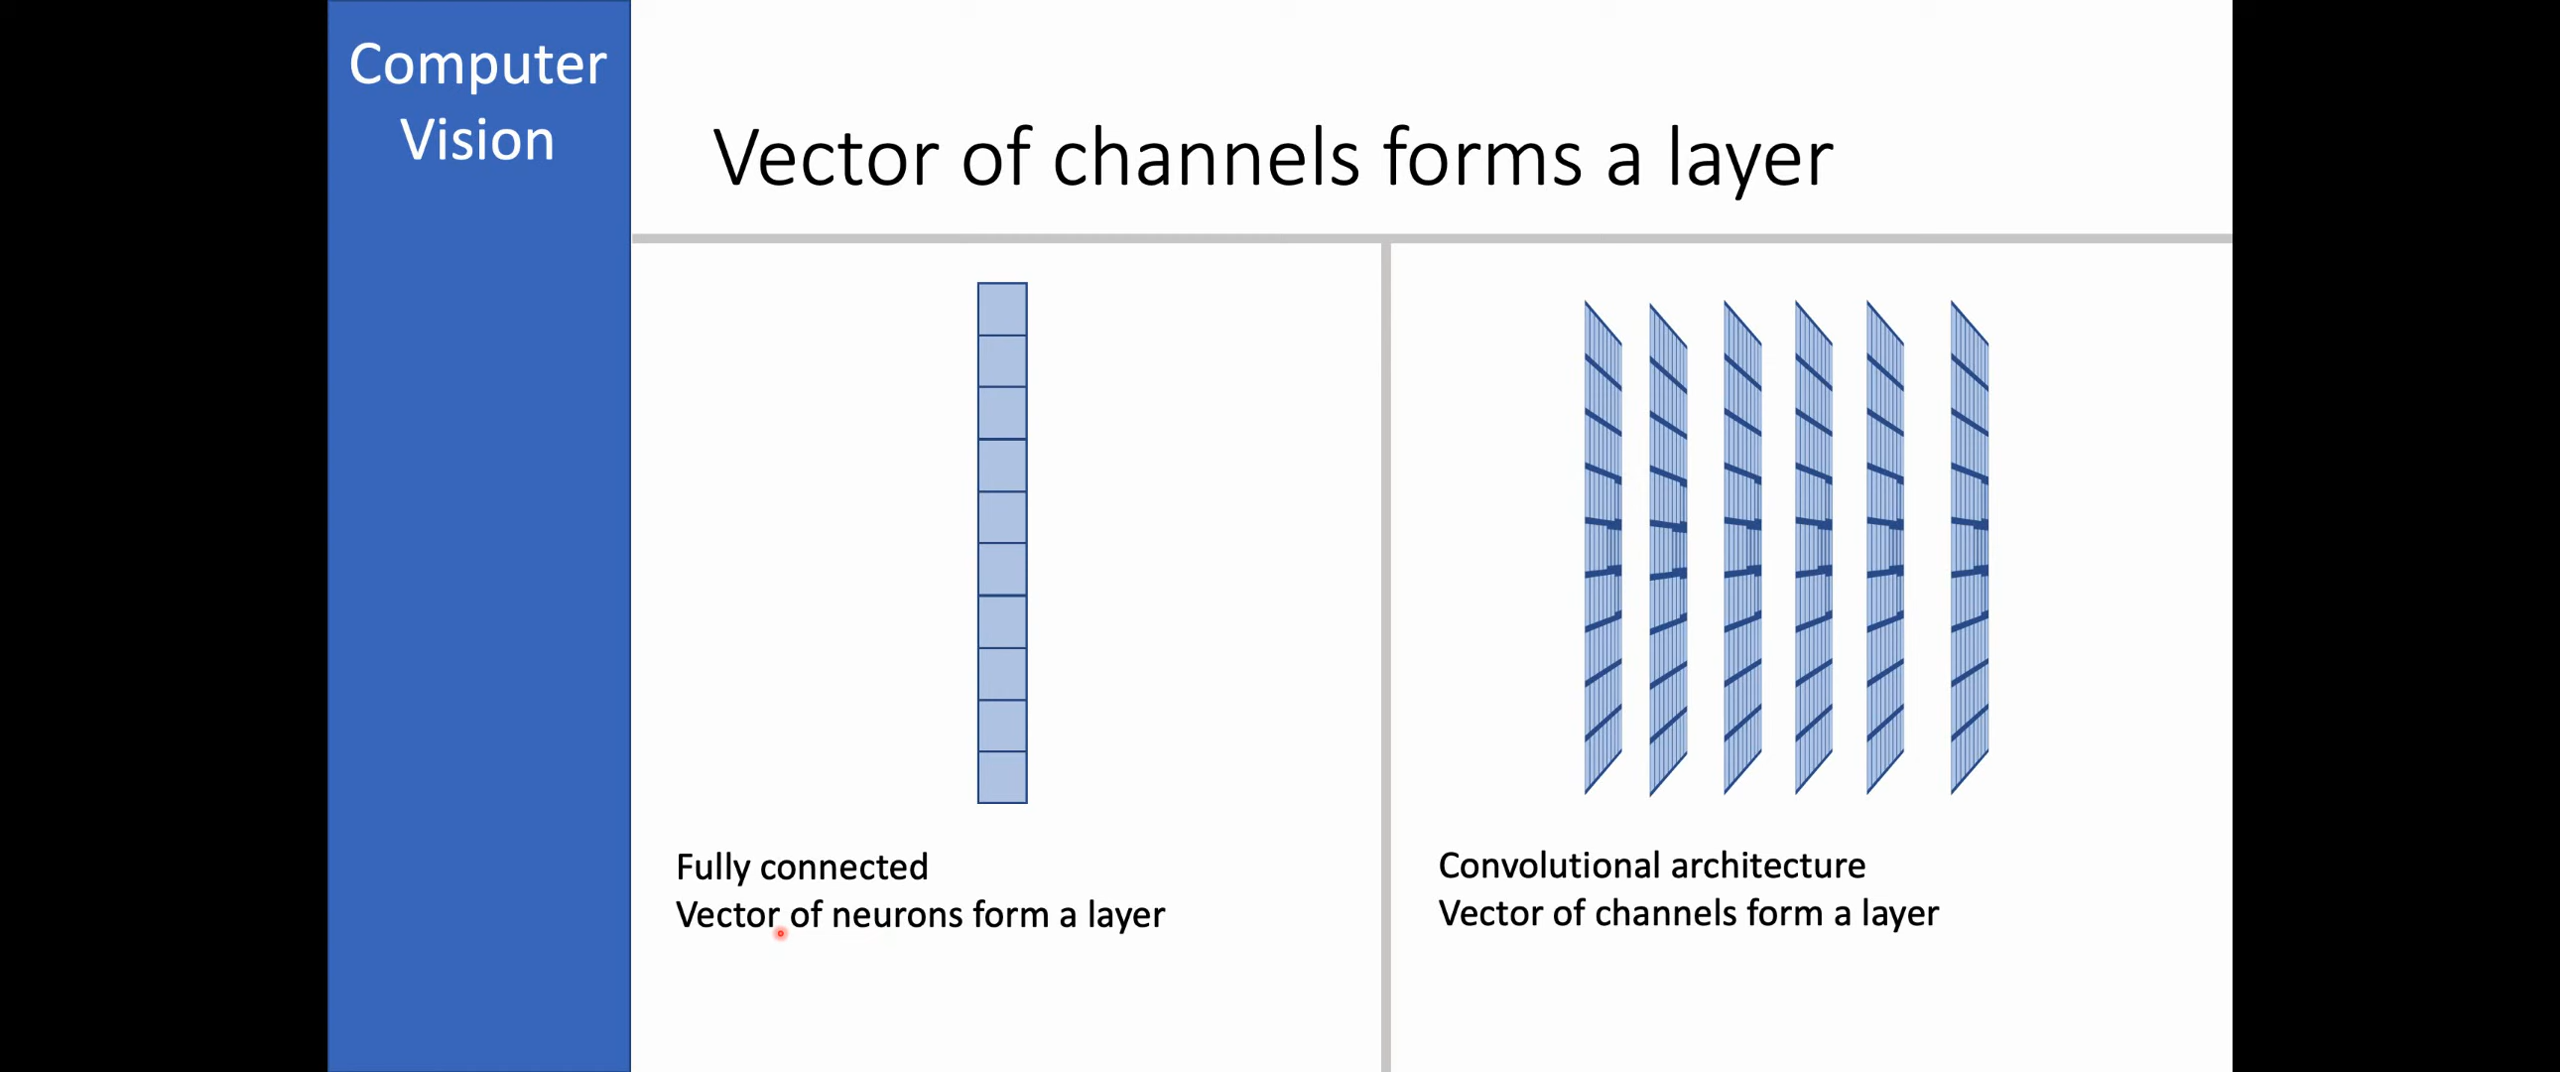 Computer
Vision
Vector of channels forms a layer
Fully connected
Vector of neurons form a layer
Convolutional architecture
Vector of channels form a layer